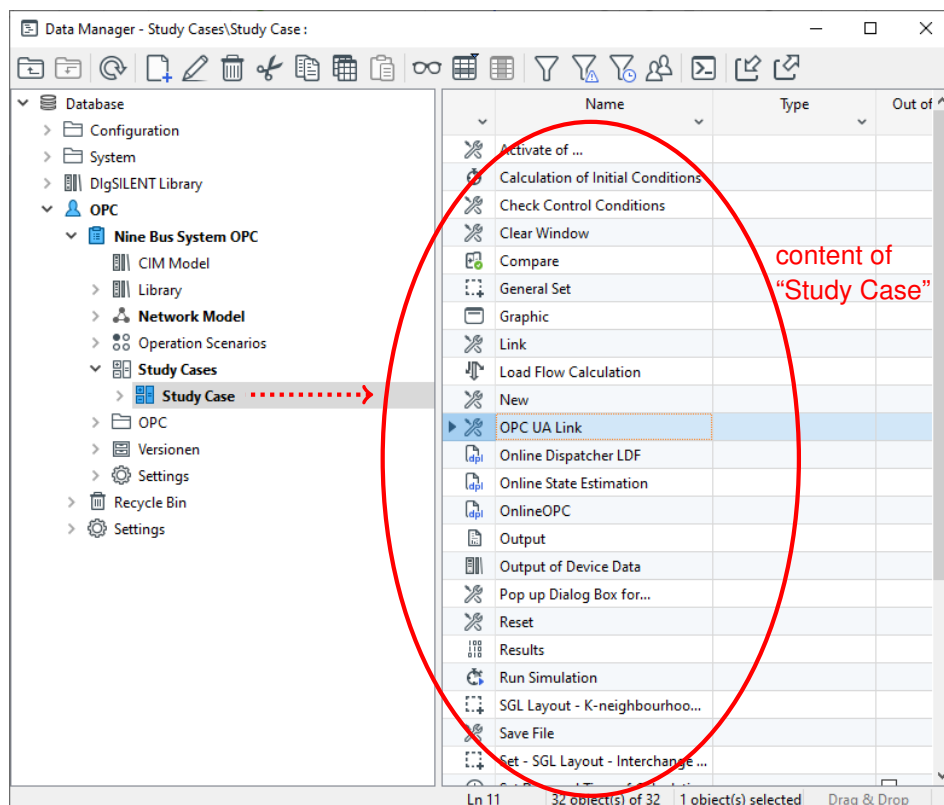 Data Manager - Study Cases\Study Case :
Name
Type
Out of
Database
Configuration
System
DIgSILENT Library
OPC
Nine Bus System OPC
CIM Model
Library
Network Model
Operation Scenarios
Study Cases
Study Case
OPC
Versionen
Settings
Recycle Bin
Settings
Activate of ...
Calculation of Initial Conditions
Check Control Conditions
Clear Window
Compare
General Set
Graphic
Link
Load Flow Calculation
New
OPC UA Link
dpl Online Dispatcher LDF
dpl Online State Estimation
dpl OnlineOPC
Output
Output of Device Data
Pop up Dialog Box for...
Reset
Results
Run Simulation
SGL Layout - K-neighbourhoo...
Save File
Set - SGL Layout - Interchange ...
content of
“Study Case”
Ln 11
32 object(s) of 32
1 object(s) selected
Drag & Drop